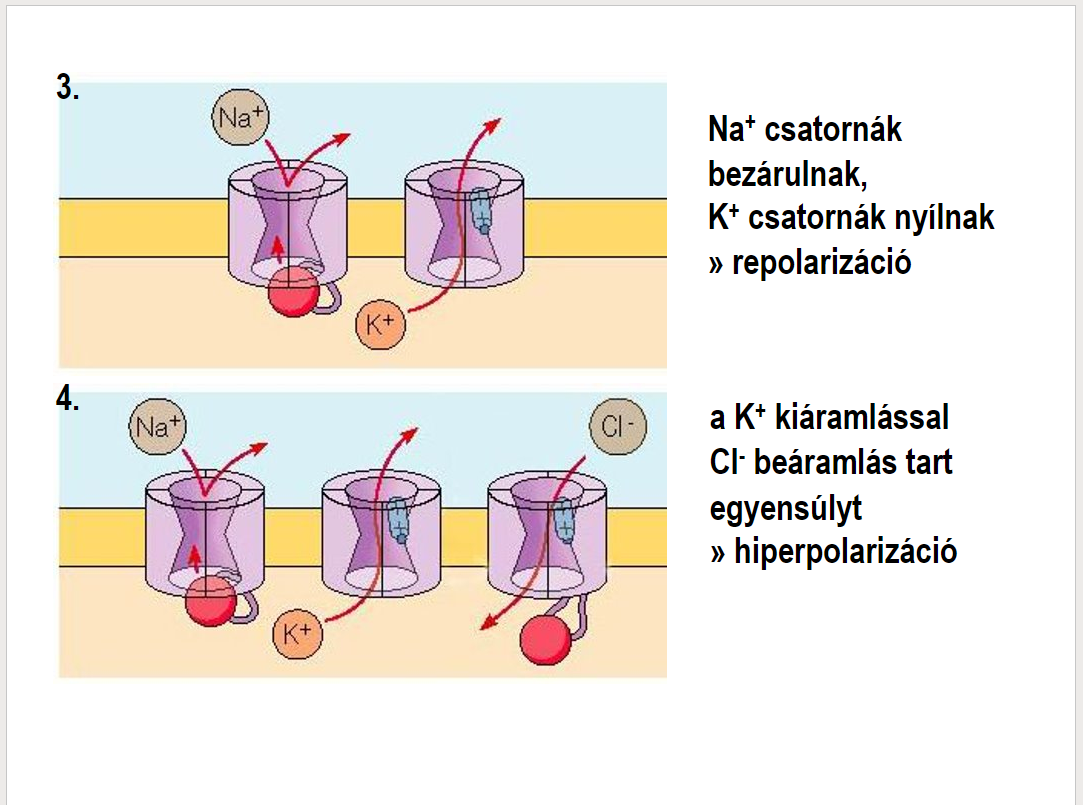 3.
Na⁺
K⁺
Na⁺ csatornák
bezárulnak,
K⁺ csatornák nyílnak
» repolarizáció
4.
Na⁺
K⁺
Cl⁻
a K⁺ kiáramlással
Cl⁻ beáramlás tart
egyensúlyt
» hiperpolarizáció